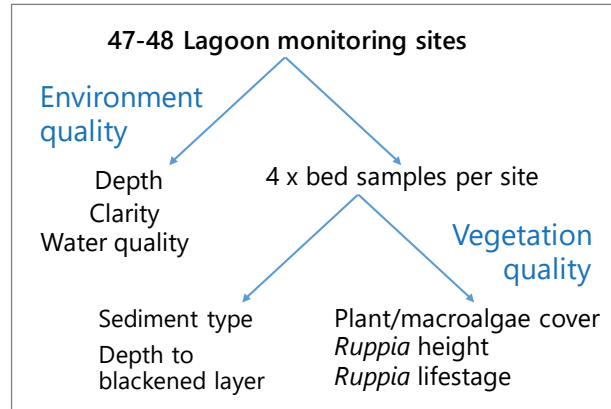 47-48 Lagoon monitoring sites
Environment
quality
Depth
Clarity
Water quality
4 x bed samples per site
Vegetation
quality
Sediment type
Depth to
blackened layer
Plant/macroalgae cover
Ruppia height
Ruppia lifestage